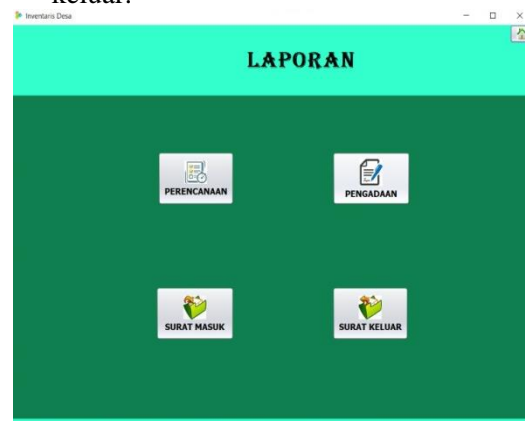 keluar.
Inventaris Desa
LAPORAN
PERENCANAAN
PENGADAAN
SURAT MASUK
SURAT KELUAR